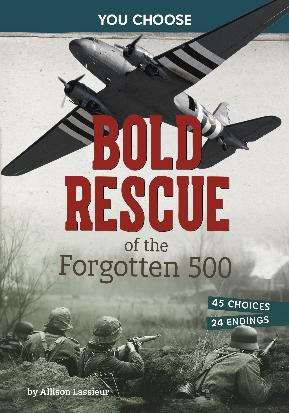 YOU CHOOSE
BOLD
RESCUE
of the
Forgotten 500
45 CHOICES
24 ENDINGS
by Allison Lassieur